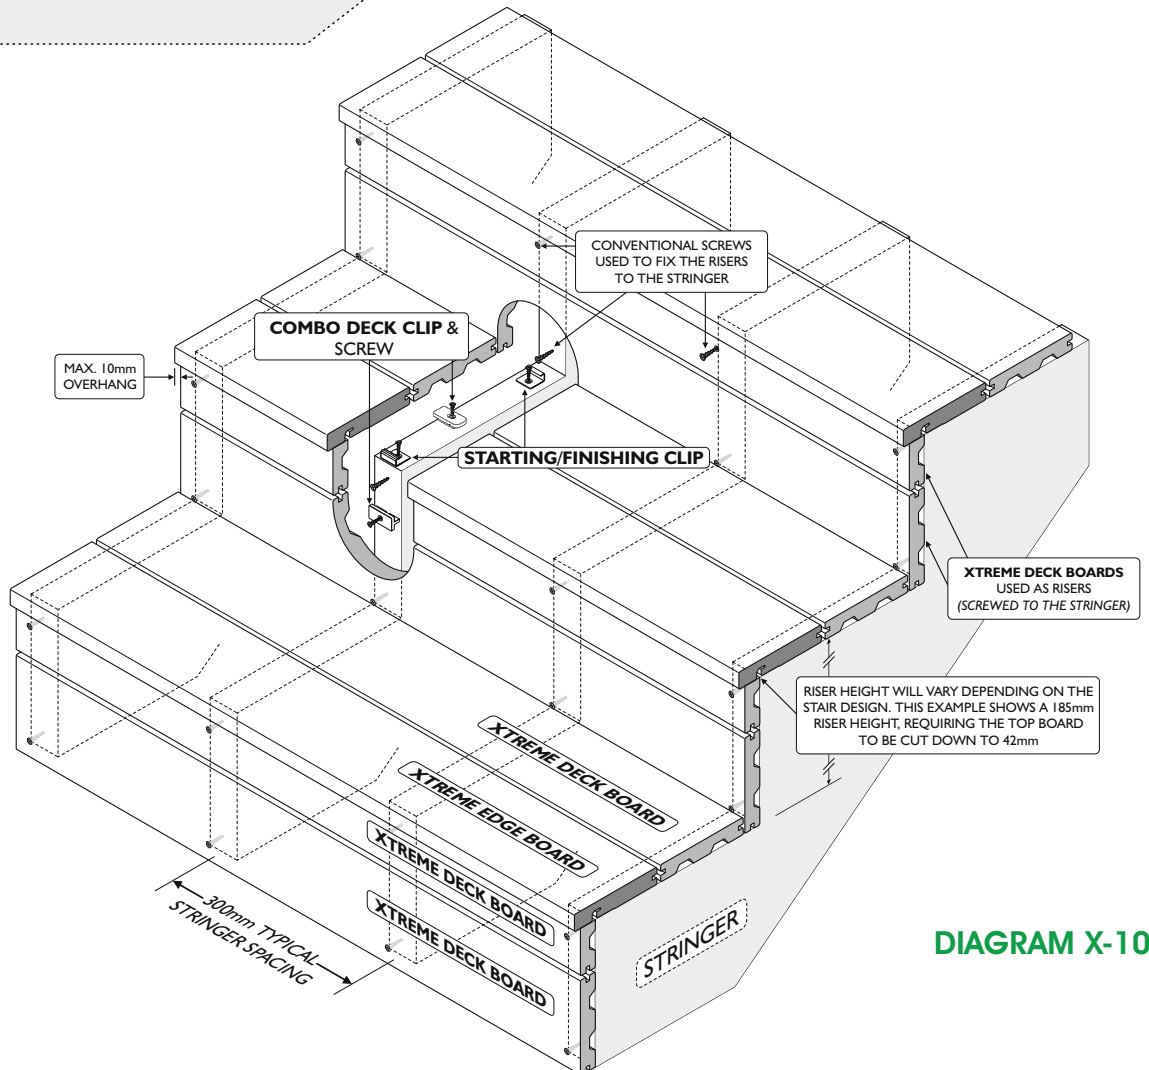 CONVENTIONAL SCREWS
USED TO FIX THE RISERS
TO THE STRINGER
COMBO DECK CLIP &
SCREW
MAX. 10mm
OVERHANG
STARTING/FINISHING CLIP
XTREME DECK BOARDS
USED AS RISERS
(SCREWED TO THE STRINGER)
RISER HEIGHT WILL VARY DEPENDING ON THE
STAIR DESIGN. THIS EXAMPLE SHOWS A 185mm
RISER HEIGHT, REQUIRING THE TOP BOARD
TO BE CUT DOWN TO 42mm
XTREME DECK BOARD
XTREME EDGE BOARD
XTREME DECK BOARD
XTREME DECK BOARD
300mm TYPICAL
STRINGER SPACING
STRINGER
DIAGRAM X-10